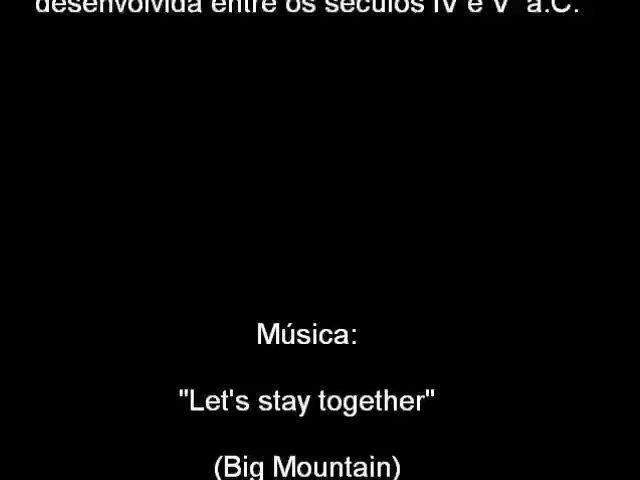 desenvolvida entre os séculos IV e V a.C.
Música:
"Let's stay together"
(Big Mountain)